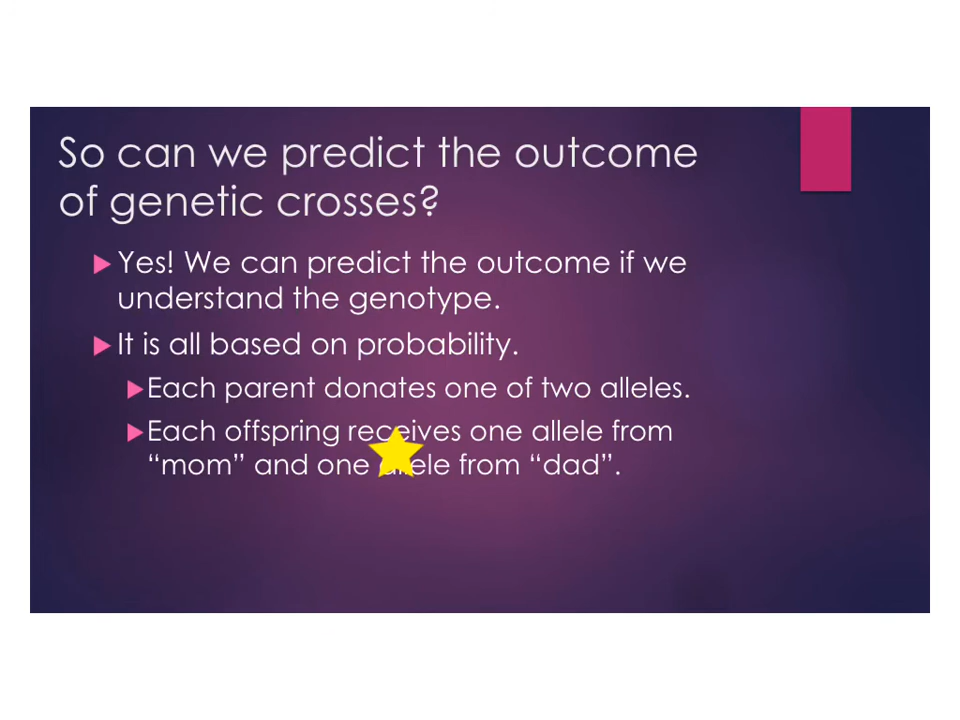 So can we predict the outcome
of genetic crosses?
Yes! We can predict the outcome if we
understand the genotype.
It is all based on probability.
Each parent donates one of two alleles.
Each offspring receives one allele from
“mom” and one allele from “dad”.